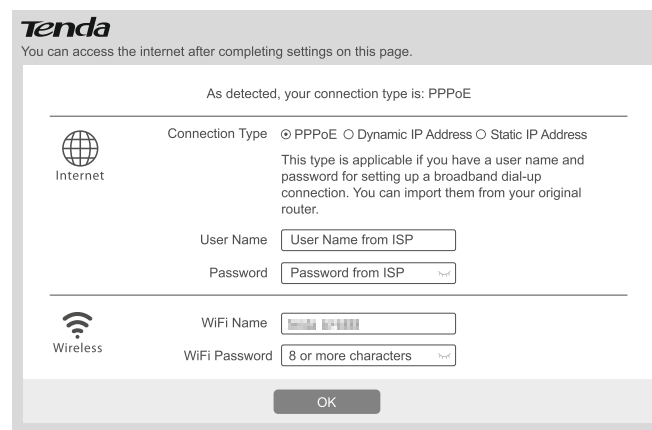 Tenda
You can access the internet after completing settings on this page.
As detected, your connection type is: PPPoE
Connection Type PPPoE Dynamic IP Address Static IP Address
This type is applicable if you have a user name and
password for setting up a broadband dial-up
connection. You can import them from your original
router.
Internet
User Name User Name from ISP
Password Password from ISP
WiFi Name
Wireless
WiFi Password 8 or more characters
OK